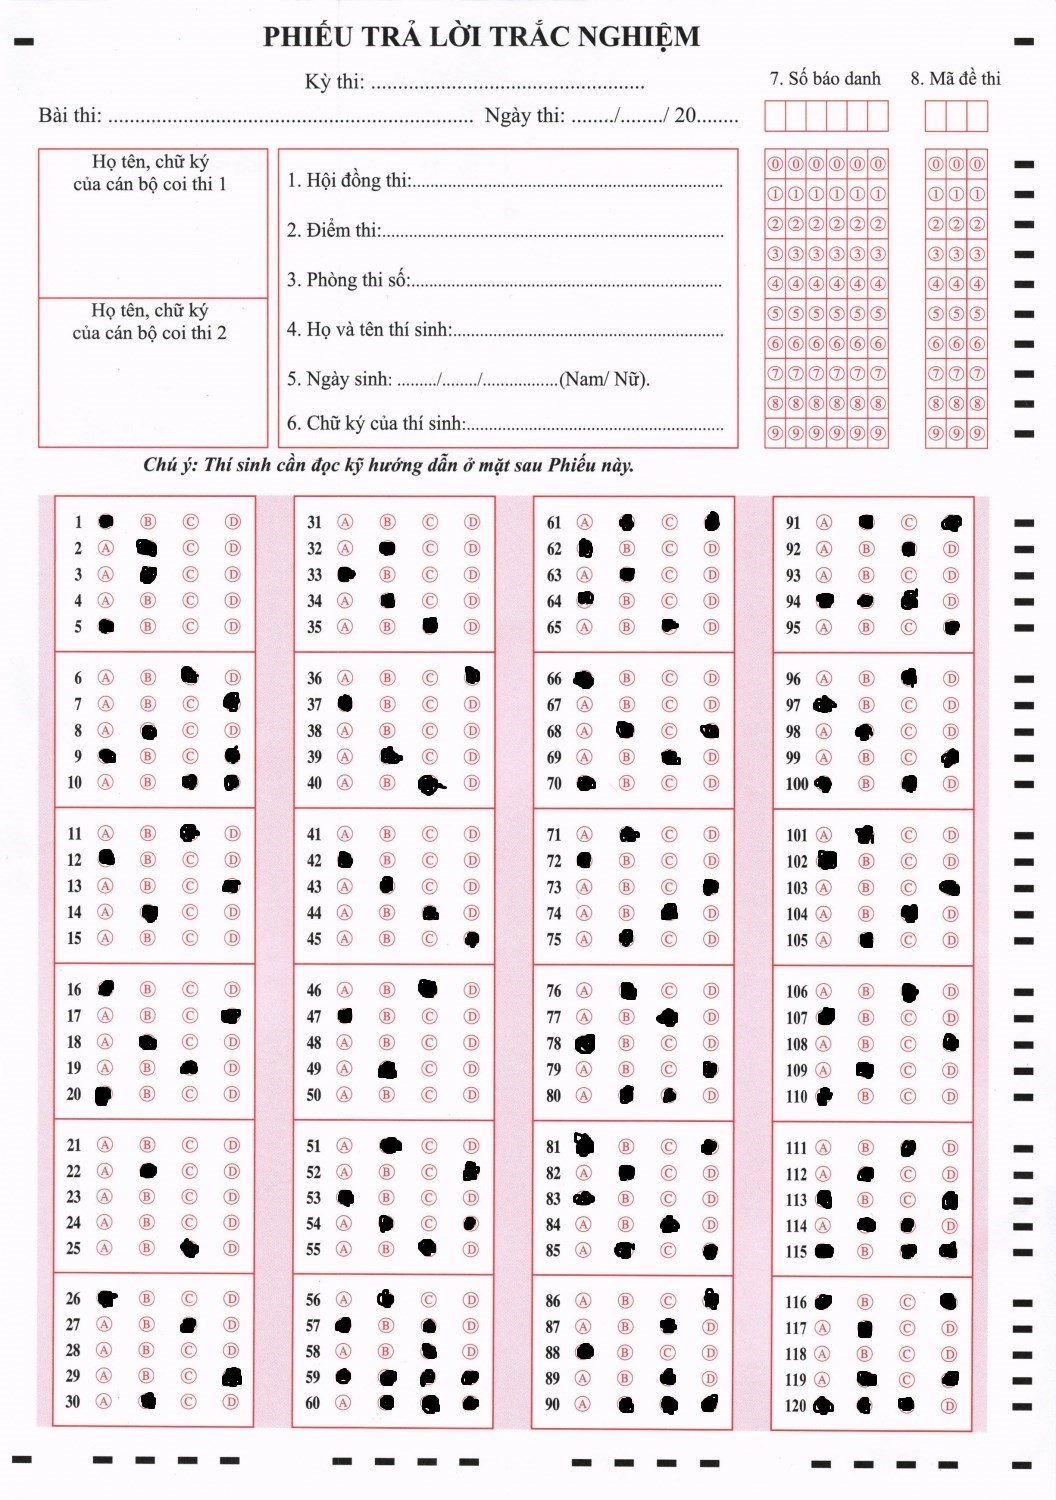 PHIẾU TRẢ LỜI TRẮC NGHIỆM
Kỳ thi: ..................................................
Bài thi: ................................................................... Ngày thi: ......../......../ 20........
7. Số báo danh
8. Mã đề thi
Họ tên, chữ ký
của cán bộ coi thi 1
Họ tên, chữ ký
của cán bộ coi thi 2
1. Hội đồng thi:.................................................................
2. Điểm thi:.......................................................................
3. Phòng thi số:.................................................................
4. Họ và tên thí sinh:........................................................
5. Ngày sinh: ........./......../................(Nam/ Nữ).
6. Chữ ký của thí sinh:.....................................................
0 0 0 0 0 0 0 0 0
1 1 1 1 1 1 1 1 1
2 2 2 2 2 2 2 2 2
3 3 3 3 3 3 3 3 3
4 4 4 4 4 4 4 4 4
5 5 5 5 5 5 5 5 5
6 6 6 6 6 6 6 6 6
7 7 7 7 7 7 7 7 7
8 8 8 8 8 8 8 8 8
9 9 9 9 9 9 9 9 9
Chú ý: Thí sinh cần đọc kỹ hướng dẫn ở mặt sau Phiếu này.
1 B C D
2 A C D
3 A C D
4 A B C D
5 B C D
6 A B D
7 A B C
8 A C D
9 B C
10 A B
11 A B D
12 B C D
13 A B C
14 A C D
15 A B C D
16 B C D
17 A B C
18 A C D
19 A B D
20 B C D
21 A B C D
22 A C D
23 A B C D
24 A B C D
25 A B D
26 B C D
27 A B D
28 A B C D
29 A B C
30 A C D
31 A B C D
32 A C D
33 B C D
34 A C D
35 A B D
36 A B C
37 B C D
38 A B C D
39 A C D
40 A B D
41 A B C D
42 B C D
43 A C D
44 A B D
45 A B C
46 A B D
47 B C D
48 A B C D
49 A C D
50 A B C D
51 A C D
52 A B C
53 B C D
54 A C
55 A B D
56 A C D
57 B D
58 A B D
59
60 A
61 A C
62 B C D
63 A C D
64 B C D
65 A B D
66 B C D
67 A B C D
68 A C
69 A B D
70 B C D
71 A C D
72 B C D
73 A B C
74 A B D
75 A C D
76 A C D
77 A B D
78 B C D
79 A B C
80 A D
81 B C
82 A C D
83 B C D
84 A B D
85 A C
86 A B C
87 A B D
88 B C D
89 A B D
90 A
91 A C
92 A B D
93 A B C D
94 D
95 A B C
96 A B D
97 B C D
98 A C D
99 A B C
100 B D
101 A C D
102 B C D
103 A B C
104 A B D
105 A C D
106 A B D
107 B C D
108 A B C
109 A C D
110 B C D
111 A B D
112 A C D
113 B C
114 A D
115 B
116 B C
117 A C D
118 A B C D
119 A C
120 D